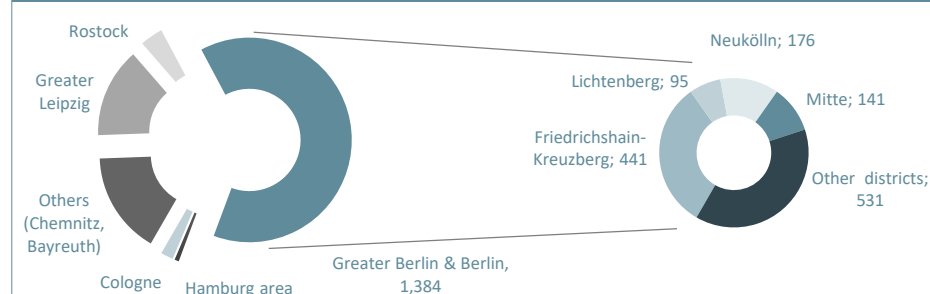 Rostock
Greater
Leipzig
Others
(Chemnitz,
Bayreuth)
Cologne
Hamburg area
Greater Berlin & Berlin,
1,384
Neukölln; 176
Lichtenberg; 95
Mitte; 141
Friedrichshain-
Kreuzberg; 441
Other districts;
531